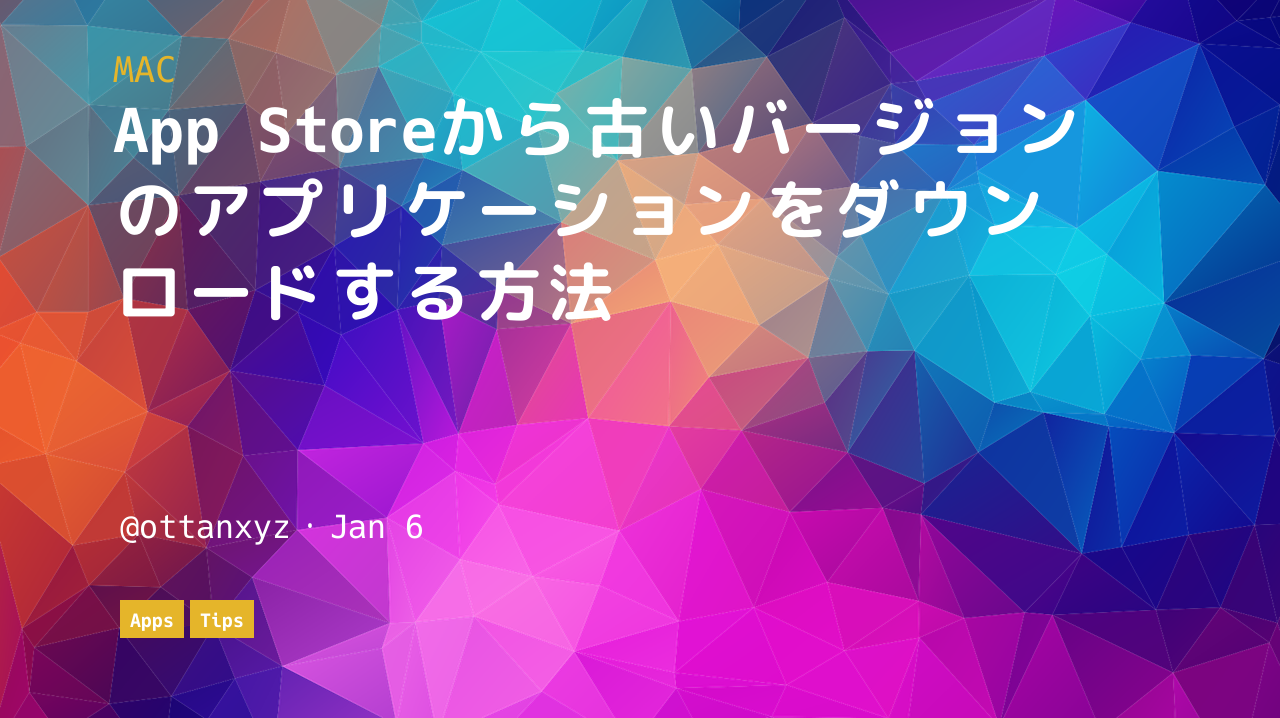 MAC
App Storeから古いバージョン
のアプリケーションをダウン
ロードする方法
@ottanxyz · Jan 6
Apps Tips